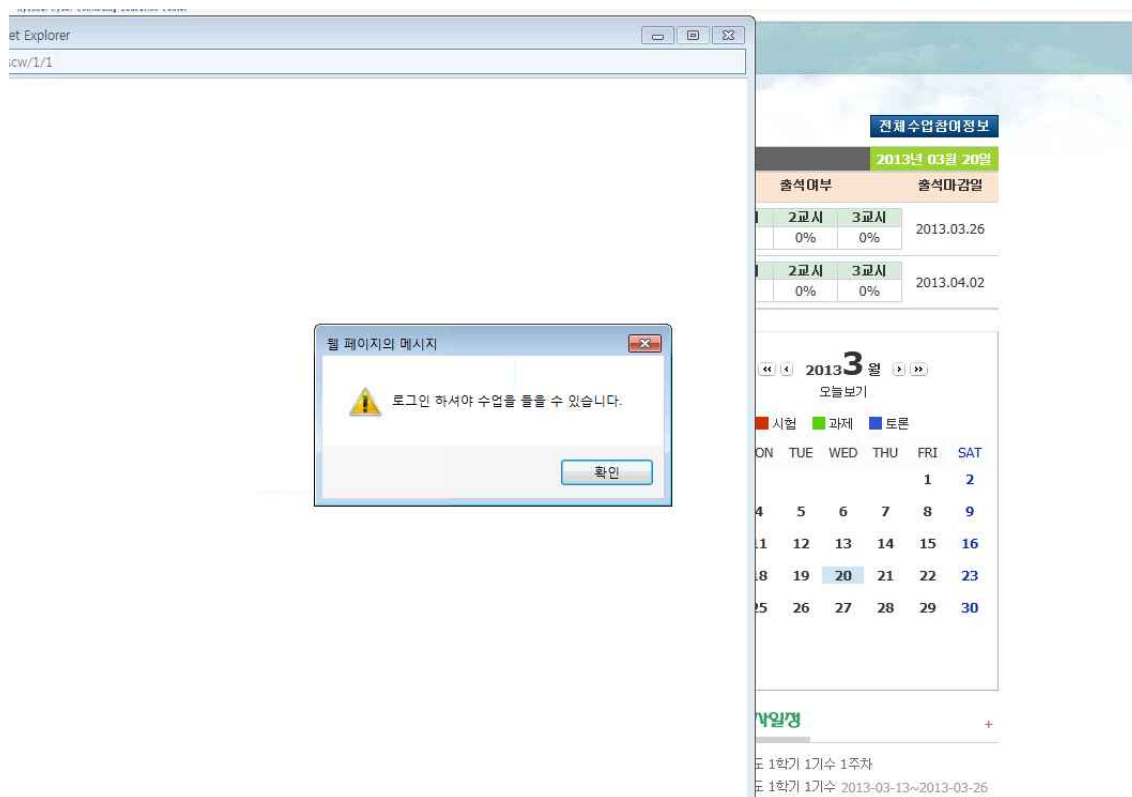 et Explorer
scw/1/1
전체수업참여정보
2013년 03월 20일
출석여부 출석마감일
2교시 3교시
0% 0%
2013.03.26
2교시 3교시
0% 0%
2013.04.02
웹 페이지의 메시지
로그인 하셔야 수업을 들을 수 있습니다.
확인
2013 3 월
오늘보기
시험 과제 토론
ON TUE WED THU FRI SAT
1 2
4 5 6 7 8 9
11 12 13 14 15 16
18 19 20 21 22 23
25 26 27 28 29 30
사일정 +
도 1학기 1기수 1주차
도 1학기 1기수 2013-03-13~2013-03-26